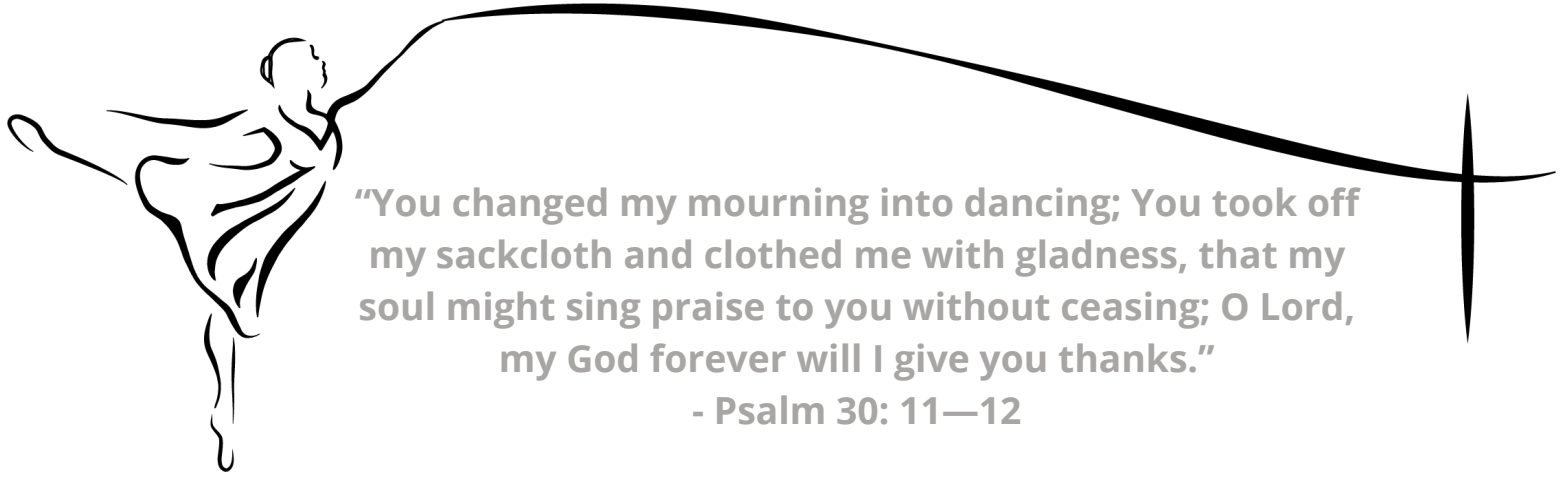 “You changed my mourning into dancing; You took off
my sackcloth and clothed me with gladness, that my
soul might sing praise to you without ceasing; O Lord,
my God forever will I give you thanks.”
- Psalm 30: 11—12